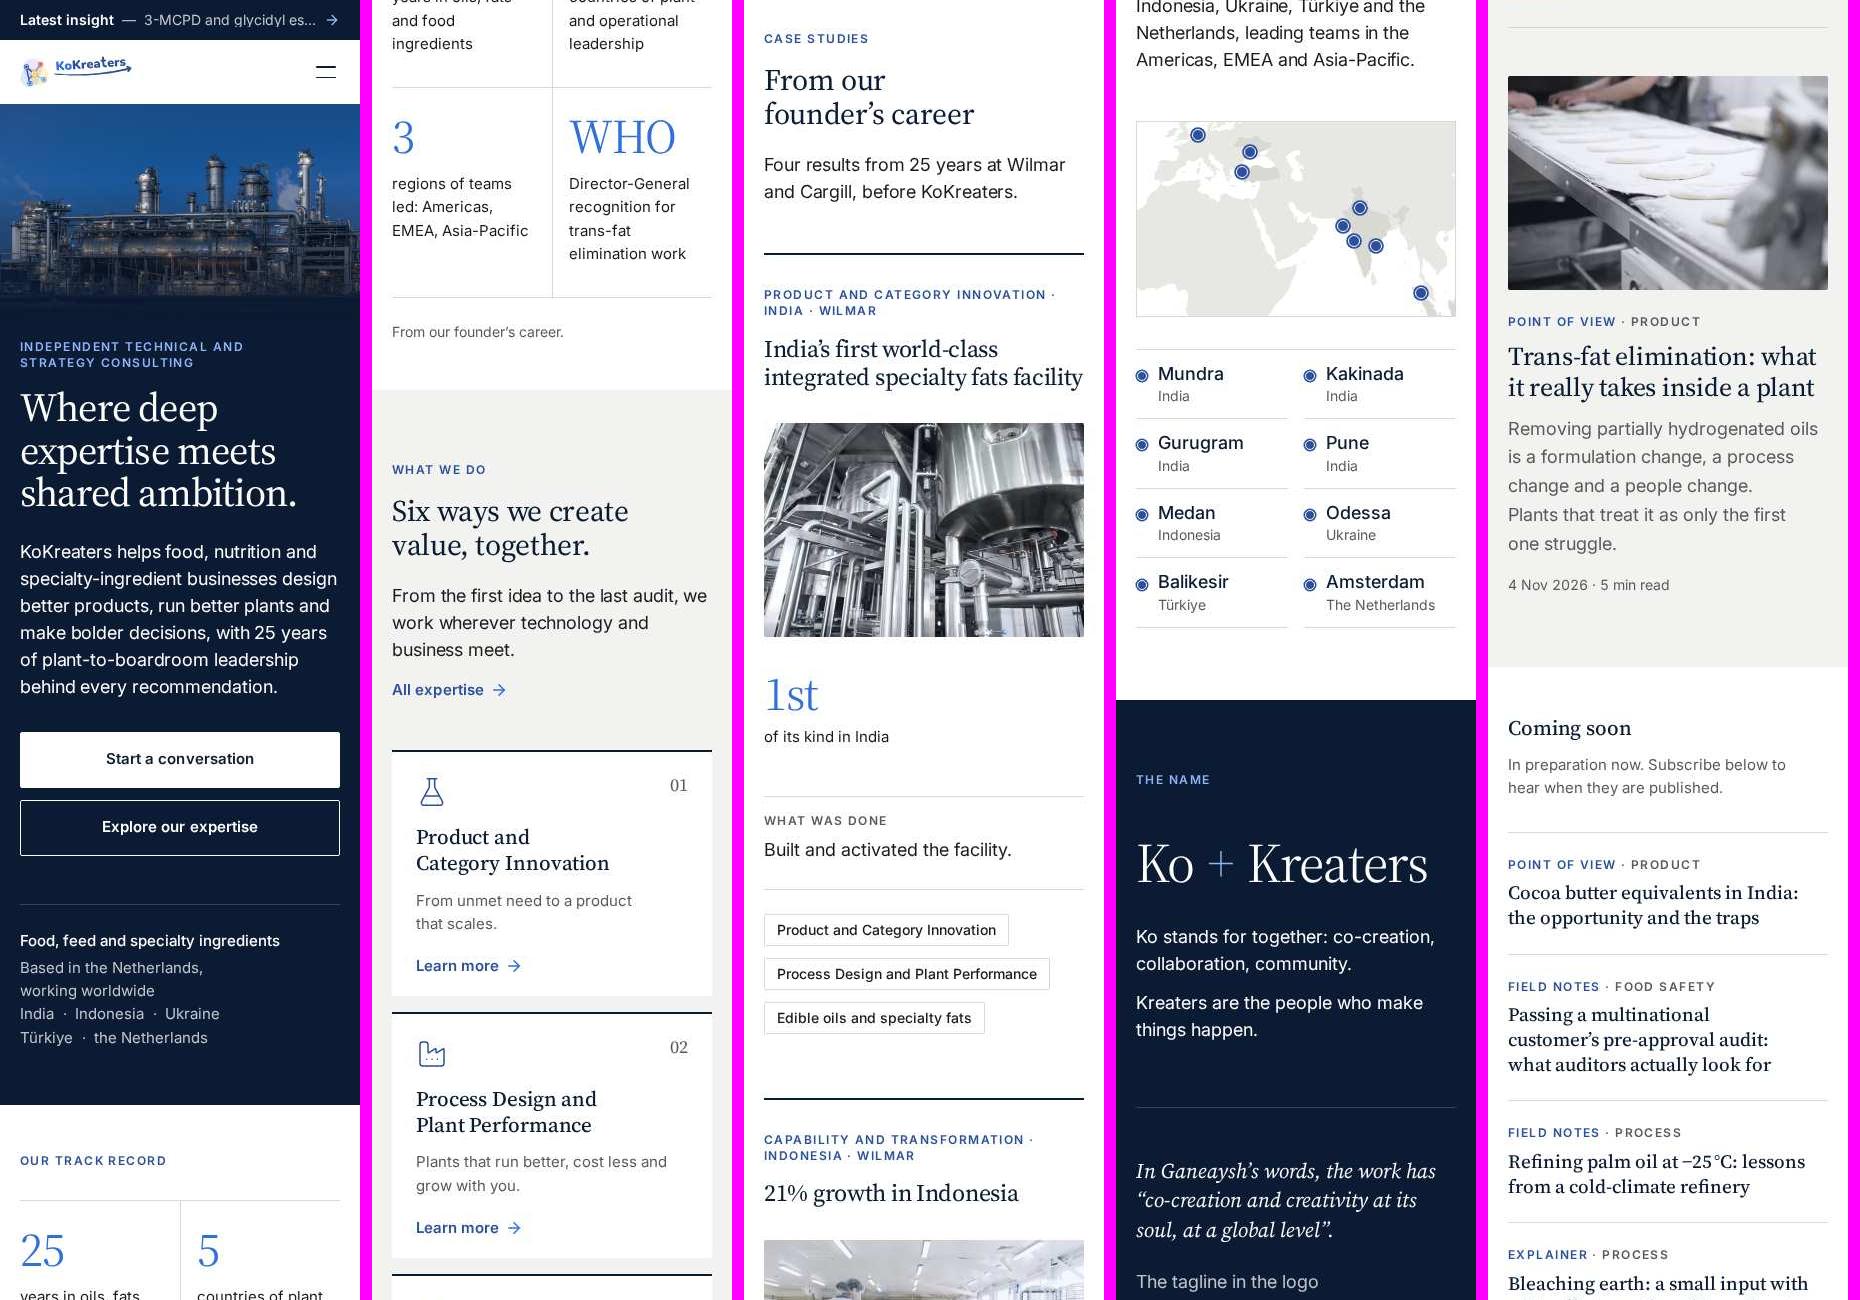 Latest insight — 3-MCPD and glycidyl es... →
KoKreaters
INDEPENDENT TECHNICAL AND
STRATEGY CONSULTING
Where deep
expertise meets
shared ambition.
KoKreaters helps food, nutrition and
specialty-ingredient businesses design
better products, run better plants and
make bolder decisions, with 25 years
of plant-to-boardroom leadership
behind every recommendation.
Start a conversation
Explore our expertise
Food, feed and specialty ingredients
Based in the Netherlands,
working worldwide
India · Indonesia · Ukraine
Türkiye · the Netherlands
OUR TRACK RECORD
25
years in oils, fats
5
countries of plant
years in oils, fats
and food
ingredients
countries of plant
and operational
leadership
3
regions of teams
led: Americas,
EMEA, Asia-Pacific
WHO
Director-General
recognition for
trans-fat
elimination work
From our founder’s career.
WHAT WE DO
Six ways we create
value, together.
From the first idea to the last audit, we
work wherever technology and
business meet.
All expertise →
01
Product and
Category Innovation
From unmet need to a product
that scales.
Learn more →
02
Process Design and
Plant Performance
Plants that run better, cost less and
grow with you.
Learn more →
CASE STUDIES
From our
founder’s career
Four results from 25 years at Wilmar
and Cargill, before KoKreaters.
PRODUCT AND CATEGORY INNOVATION ·
INDIA · WILMAR
India’s first world-class
integrated specialty fats facility
1st
of its kind in India
WHAT WAS DONE
Built and activated the facility.
Product and Category Innovation
Process Design and Plant Performance
Edible oils and specialty fats
CAPABILITY AND TRANSFORMATION ·
INDONESIA · WILMAR
21% growth in Indonesia
Indonesia, Ukraine, Türkiye and the
Netherlands, leading teams in the
Americas, EMEA and Asia-Pacific.
Mundra
India
Kakinada
India
Gurugram
India
Pune
India
Medan
Indonesia
Odessa
Ukraine
Balikesir
Türkiye
Amsterdam
The Netherlands
THE NAME
Ko + Kreaters
Ko stands for together: co-creation,
collaboration, community.
Kreaters are the people who make
things happen.
In Ganeaysh’s words, the work has
“co-creation and creativity at its
soul, at a global level”.
The tagline in the logo
POINT OF VIEW · PRODUCT
Trans-fat elimination: what
it really takes inside a plant
Removing partially hydrogenated oils
is a formulation change, a process
change and a people change.
Plants that treat it as only the first
one struggle.
4 Nov 2026 · 5 min read
Coming soon
In preparation now. Subscribe below to
hear when they are published.
POINT OF VIEW · PRODUCT
Cocoa butter equivalents in India:
the opportunity and the traps
FIELD NOTES · FOOD SAFETY
Passing a multinational
customer’s pre-approval audit:
what auditors actually look for
FIELD NOTES · PROCESS
Refining palm oil at −25 °C: lessons
from a cold-climate refinery
EXPLAINER · PROCESS
Bleaching earth: a small input with